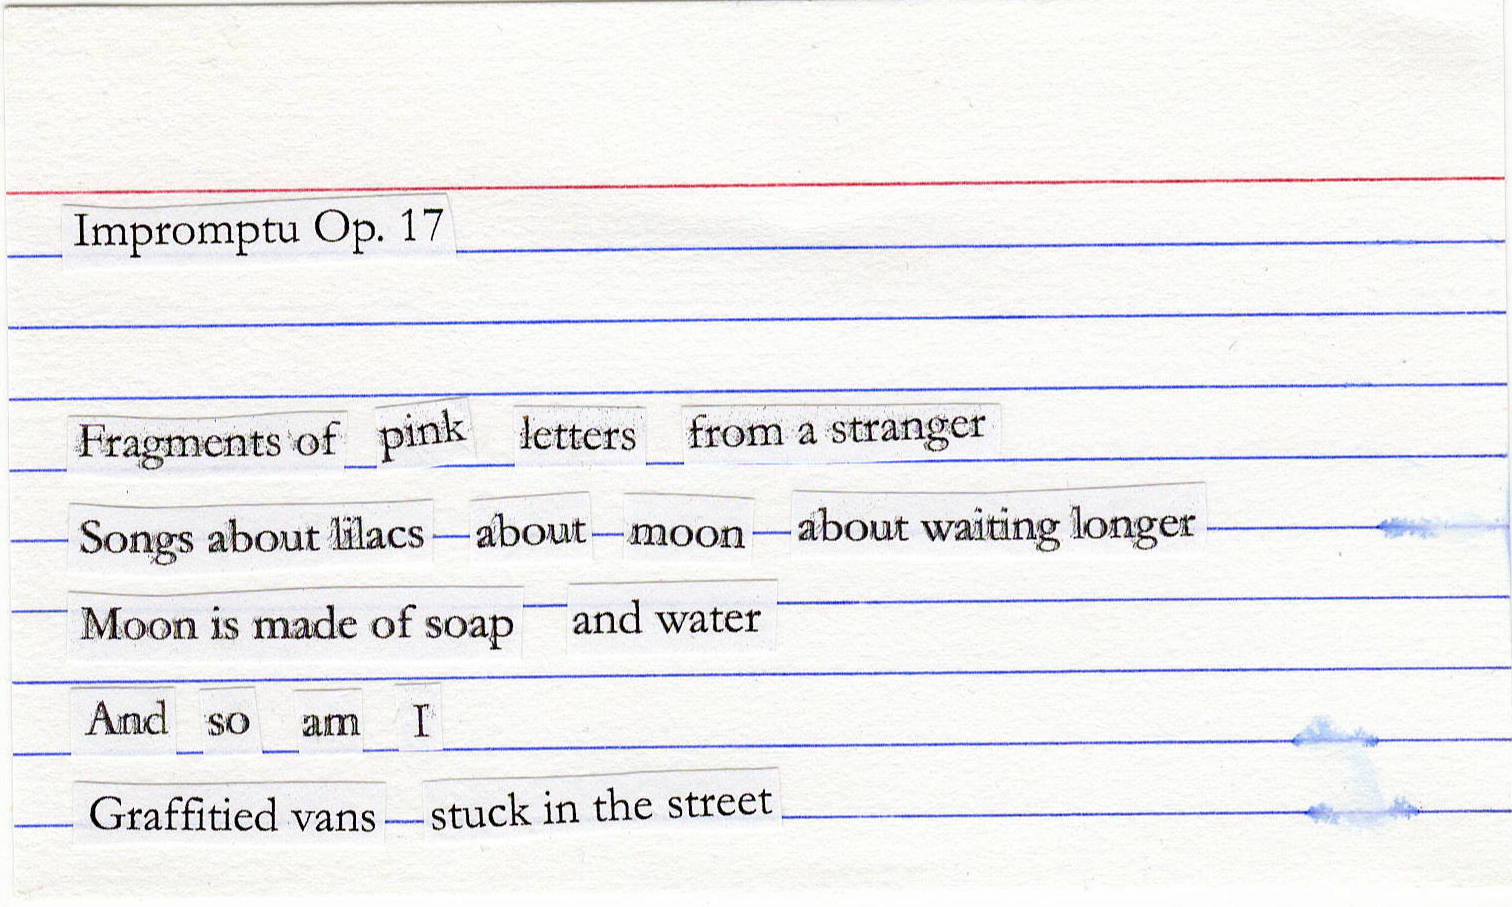 Impromptu Op. 17
Fragments of pink letters from a stranger
Songs about lilacs about moon about waiting longer
Moon is made of soap and water
And so am I
Graffitied vans stuck in the street